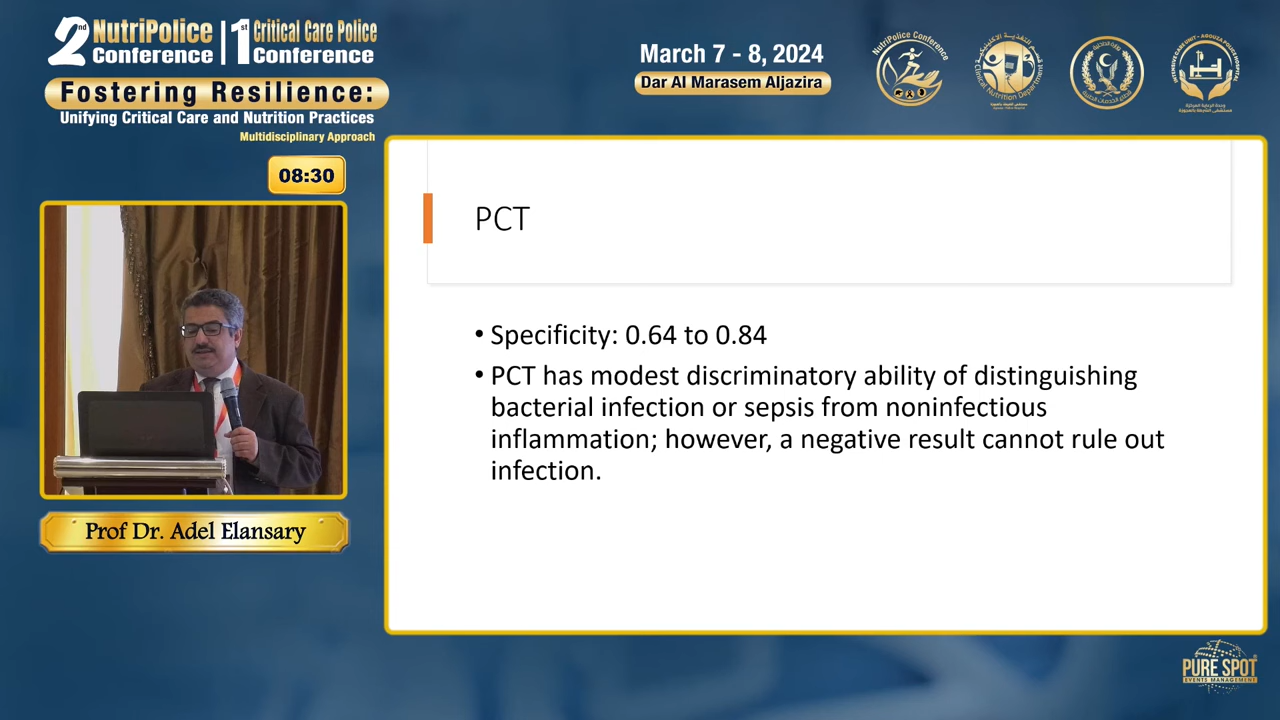 2nd NutriPolice Conference | 1st Critical Care Police Conference
Fostering Resilience:
Unifying Critical Care and Nutrition Practices
Multidisciplinary Approach
March 7 - 8, 2024
Dar Al Marasem Aljazira
NutriPolice Conference
08:30
PCT
• Specificity: 0.64 to 0.84
• PCT has modest discriminatory ability of distinguishing
bacterial infection or sepsis from noninfectious
inflammation; however, a negative result cannot rule out
infection.
Prof Dr. Adel Elansary
PURE SPOT
EVENTS MANAGEMENT